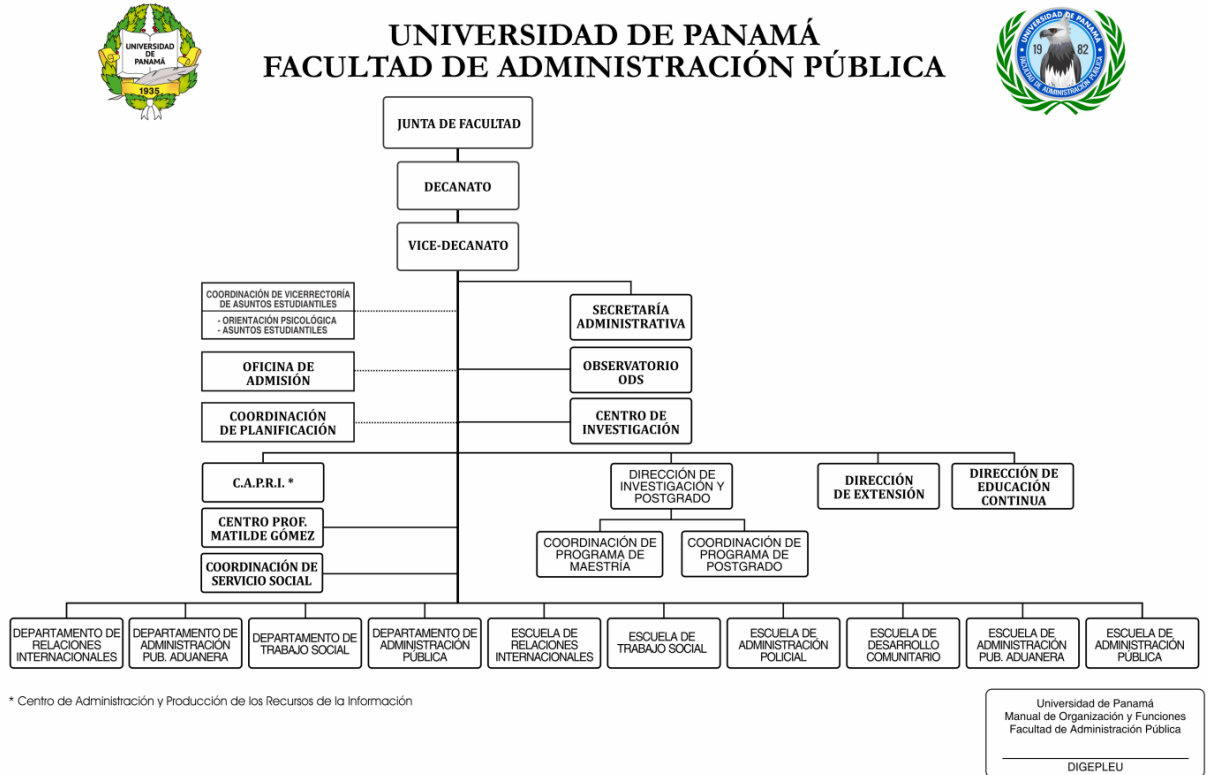 UNIVERSIDAD DE PANAMÁ
FACULTAD DE ADMINISTRACIÓN PÚBLICA
UNIVERSIDAD
DE
PANAMÁ
1935
UNIVERSIDAD DE PANAMÁ
19 82
FACULTAD DE ADMINISTRACIÓN PÚBLICA
JUNTA DE FACULTAD
DECANATO
VICE-DECANATO
COORDINACIÓN DE VICERRECTORÍA
DE ASUNTOS ESTUDIANTILES
- ORIENTACIÓN PSICOLÓGICA
- ASUNTOS ESTUDIANTILES
SECRETARÍA
ADMINISTRATIVA
OFICINA DE
ADMISIÓN
OBSERVATORIO
ODS
COORDINACIÓN
DE PLANIFICACIÓN
CENTRO DE
INVESTIGACIÓN
C.A.P.R.I. *
DIRECCIÓN DE
INVESTIGACIÓN Y
POSTGRADO
DIRECCIÓN
DE EXTENSIÓN
DIRECCIÓN DE
EDUCACIÓN
CONTINUA
CENTRO PROF.
MATILDE GÓMEZ
COORDINACIÓN DE
PROGRAMA DE
MAESTRÍA
COORDINACIÓN DE
PROGRAMA DE
POSTGRADO
COORDINACIÓN DE
SERVICIO SOCIAL
DEPARTAMENTO DE
RELACIONES
INTERNACIONALES
DEPARTAMENTO DE
ADMINISTRACIÓN
PUB. ADUANERA
DEPARTAMENTO DE
TRABAJO SOCIAL
DEPARTAMENTO DE
ADMINISTRACIÓN
PÚBLICA
ESCUELA DE
RELACIONES
INTERNACIONALES
ESCUELA DE
TRABAJO SOCIAL
ESCUELA DE
ADMINISTRACIÓN
POLICIAL
ESCUELA DE
DESARROLLO
COMUNITARIO
ESCUELA DE
ADMINISTRACIÓN
PUB. ADUANERA
ESCUELA DE
ADMINISTRACIÓN
PÚBLICA
* Centro de Administración y Producción de los Recursos de la Información
Universidad de Panamá
Manual de Organización y Funciones
Facultad de Administración Pública
DIGEPLEU